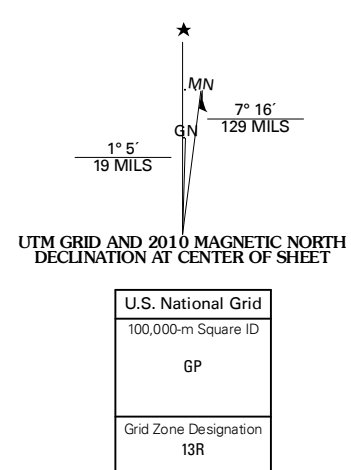 MN
7° 16´
129 MILS
GN
1° 5´
19 MILS
UTM GRID AND 2010 MAGNETIC NORTH
DECLINATION AT CENTER OF SHEET
U.S. National Grid
100,000-m Square ID
GP
Grid Zone Designation
13R